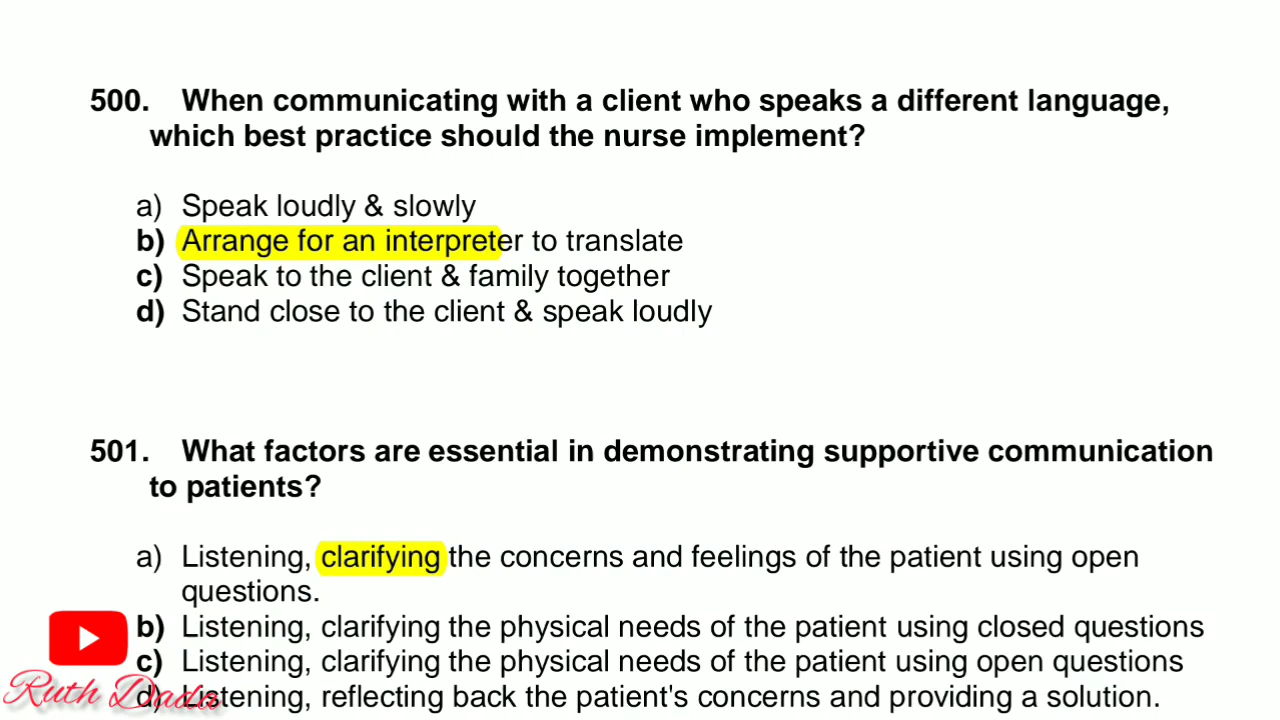 500. When communicating with a client who speaks a different language,
which best practice should the nurse implement?
a) Speak loudly & slowly
b) Arrange for an interpreter to translate
c) Speak to the client & family together
d) Stand close to the client & speak loudly
501. What factors are essential in demonstrating supportive communication
to patients?
a) Listening, clarifying the concerns and feelings of the patient using open
questions.
b) Listening, clarifying the physical needs of the patient using closed questions
c) Listening, clarifying the physical needs of the patient using open questions
d) Listening, reflecting back the patient's concerns and providing a solution.
Ruth Dada